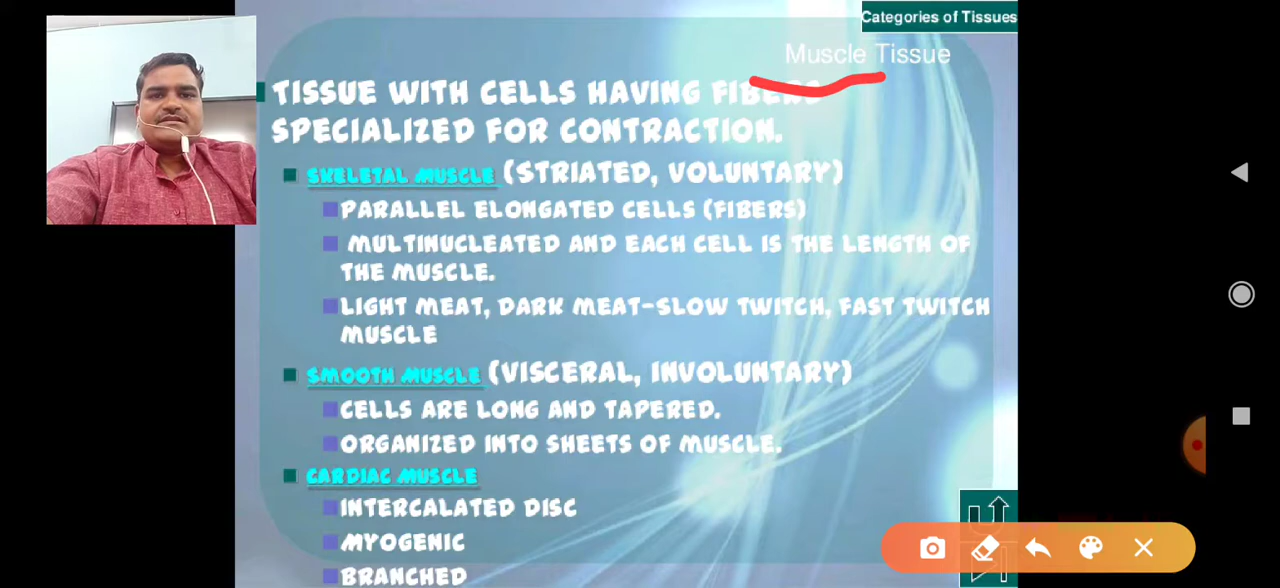 Categories of Tissues
Muscle Tissue
TISSUE WITH CELLS HAVING FIBERS
SPECIALIZED FOR CONTRACTION.
SKELETAL MUSCLE (STRIATED, VOLUNTARY)
PARALLEL ELONGATED CELLS (FIBERS)
MULTINUCLEATED AND EACH CELL IS THE LENGTH OF
THE MUSCLE.
LIGHT MEAT, DARK MEAT-SLOW TWITCH, FAST TWITCH
MUSCLE
SMOOTH MUSCLE (VISCERAL, INVOLUNTARY)
CELLS ARE LONG AND TAPERED.
ORGANIZED INTO SHEETS OF MUSCLE.
CARDIAC MUSCLE
INTERCALATED DISC
MYOGENIC
BRANCHED